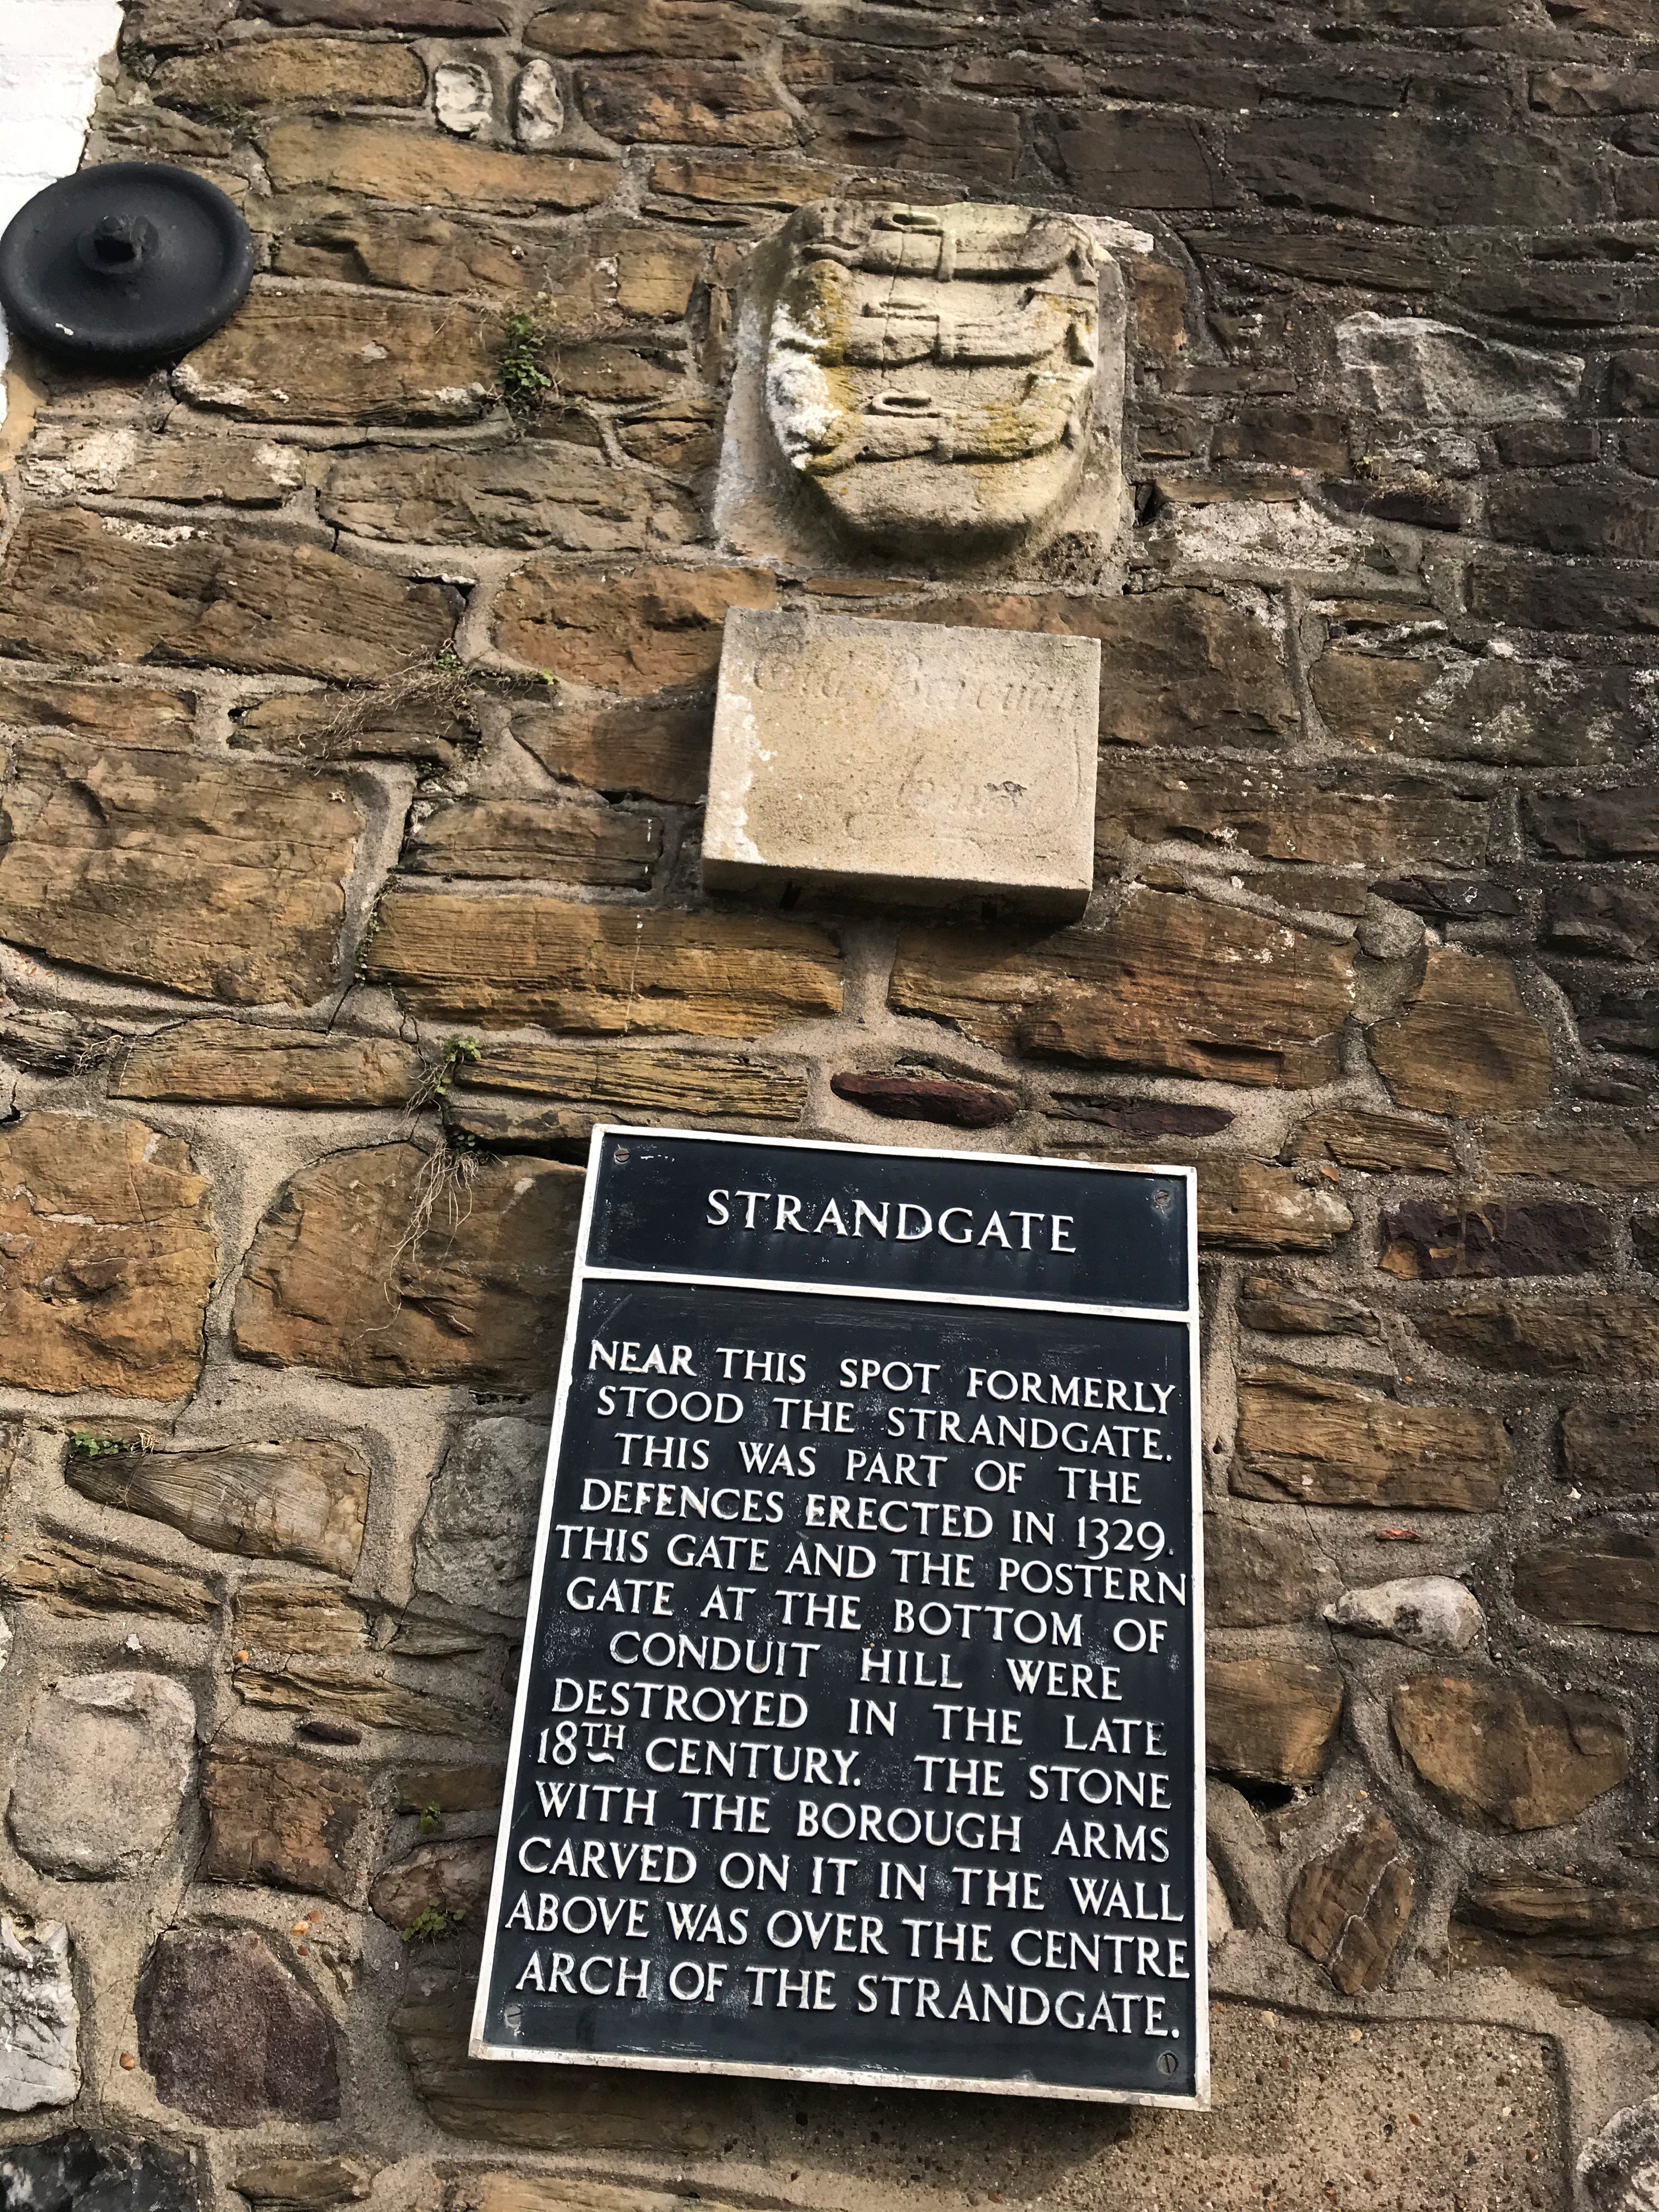 STRANDGATE
NEAR THIS SPOT FORMERLY
STOOD THE STRANDGATE.
THIS WAS PART OF THE
DEFENCES ERECTED IN 1329.
THIS GATE AND THE POSTERN
GATE AT THE BOTTOM OF
CONDUIT HILL WERE
DESTROYED IN THE LATE
18TH CENTURY. THE STONE
WITH THE BOROUGH ARMS
CARVED ON IT IN THE WALL
ABOVE WAS OVER THE CENTRE
ARCH OF THE STRANDGATE.